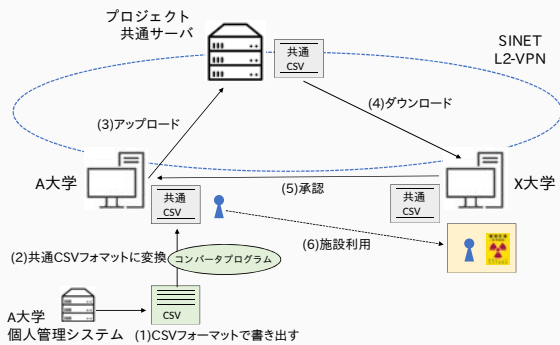 プロジェクト
共通サーバ
共通
CSV
SINET
L2-VPN
(3)アップロード
(4)ダウンロード
A大学
X大学
(5)承認
共通
CSV
共通
CSV
(6)施設利用
(2)共通CSVフォーマットに変換
コンバータプログラム
A大学
個人管理システム
CSV
(1)CSVフォーマットで書き出す